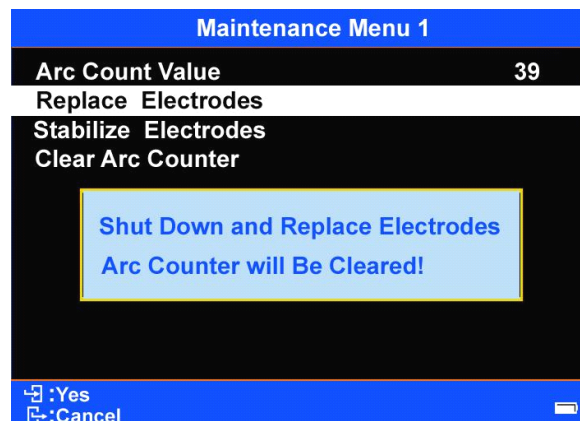 Maintenance Menu 1
Arc Count Value 39
Replace Electrodes
Stabilize Electrodes
Clear Arc Counter
Shut Down and Replace Electrodes
Arc Counter will Be Cleared!
:Yes
:Cancel